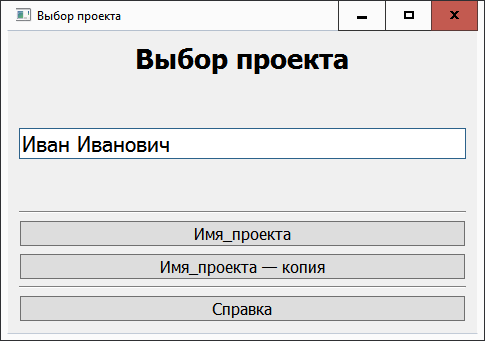 Выбор проекта
Выбор проекта
Иван Иванович
Имя_проекта
Имя_проекта — копия
Справка